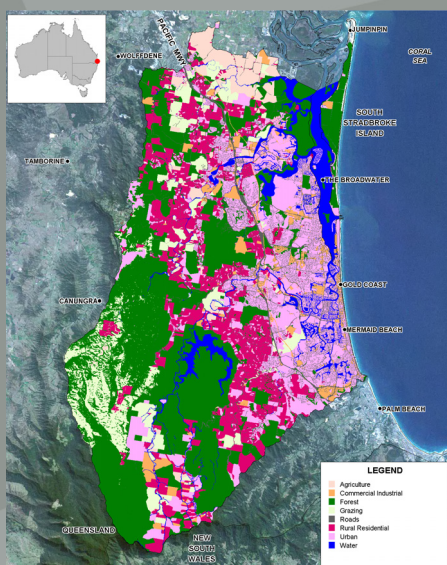 JUMPINPIN
PACIFIC MWY
WOLFFDENE
CORAL
SEA
SOUTH
STRADBROKE
ISLAND
TAMBORINE
THE BROADWATER
GOLD COAST
CANUNGRA
MERMAID BEACH
PALM BEACH
QUEENSLAND
NEW
SOUTH
WALES
LEGEND
Agriculture
Commercial Industrial
Forest
Grazing
Roads
Rural Residential
Urban
Water